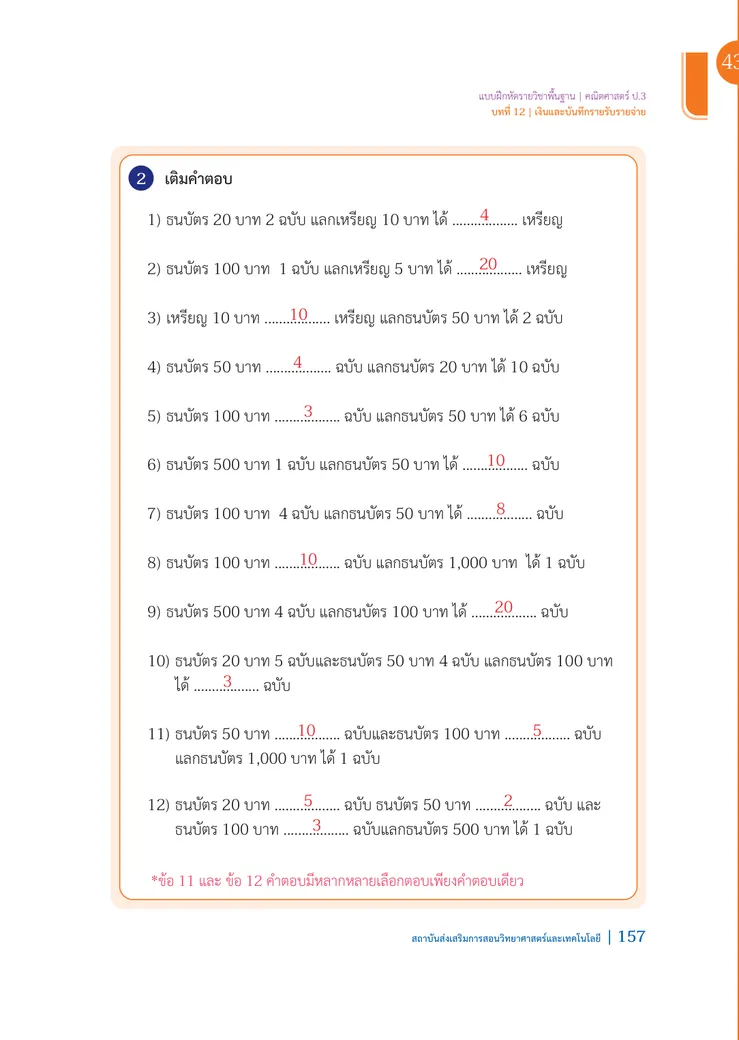 43
แบบฝึกหัดรายวิชาพื้นฐาน | คณิตศาสตร์ ป.3
บทที่ 12 | เงินและบันทึกรายรับรายจ่าย
2 เติมคำตอบ
1) ธนบัตร 20 บาท 2 ฉบับ แลกเหรียญ 10 บาท ได้ ........4.......... เหรียญ
2) ธนบัตร 100 บาท 1 ฉบับ แลกเหรียญ 5 บาท ได้ ........20.......... เหรียญ
3) เหรียญ 10 บาท ........10.......... เหรียญ แลกธนบัตร 50 บาท ได้ 2 ฉบับ
4) ธนบัตร 50 บาท ........4.......... ฉบับ แลกธนบัตร 20 บาท ได้ 10 ฉบับ
5) ธนบัตร 100 บาท ........3.......... ฉบับ แลกธนบัตร 50 บาท ได้ 6 ฉบับ
6) ธนบัตร 500 บาท 1 ฉบับ แลกธนบัตร 50 บาท ได้ ........10.......... ฉบับ
7) ธนบัตร 100 บาท 4 ฉบับ แลกธนบัตร 50 บาท ได้ ........8.......... ฉบับ
8) ธนบัตร 100 บาท ........10.......... ฉบับ แลกธนบัตร 1,000 บาท ได้ 1 ฉบับ
9) ธนบัตร 500 บาท 4 ฉบับ แลกธนบัตร 100 บาท ได้ ........20.......... ฉบับ
10) ธนบัตร 20 บาท 5 ฉบับและธนบัตร 50 บาท 4 ฉบับ แลกธนบัตร 100 บาท
ได้ ........3.......... ฉบับ
11) ธนบัตร 50 บาท ........10.......... ฉบับและธนบัตร 100 บาท ........5.......... ฉบับ
แลกธนบัตร 1,000 บาท ได้ 1 ฉบับ
12) ธนบัตร 20 บาท ........5.......... ฉบับ ธนบัตร 50 บาท ........2.......... ฉบับ และ
ธนบัตร 100 บาท ........3.......... ฉบับแลกธนบัตร 500 บาท ได้ 1 ฉบับ
*ข้อ 11 และ ข้อ 12 คำตอบมีหลากหลายเลือกตอบเพียงคำตอบเดียว
สถาบันส่งเสริมการสอนวิทยาศาสตร์และเทคโนโลยี | 157